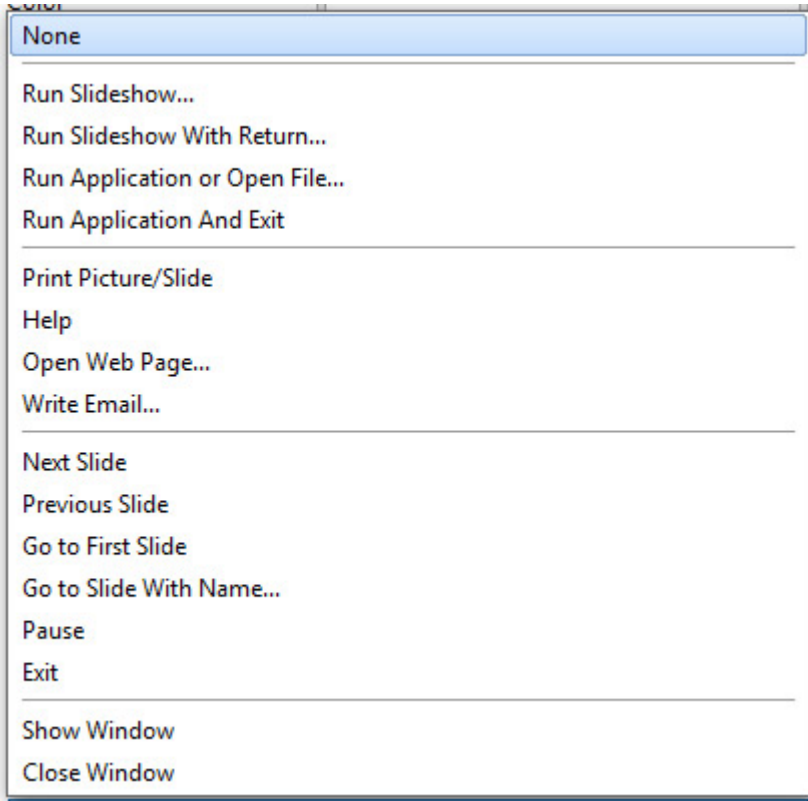 Color
None
Run Slideshow...
Run Slideshow With Return...
Run Application or Open File...
Run Application And Exit
Print Picture/Slide
Help
Open Web Page...
Write Email...
Next Slide
Previous Slide
Go to First Slide
Go to Slide With Name...
Pause
Exit
Show Window
Close Window